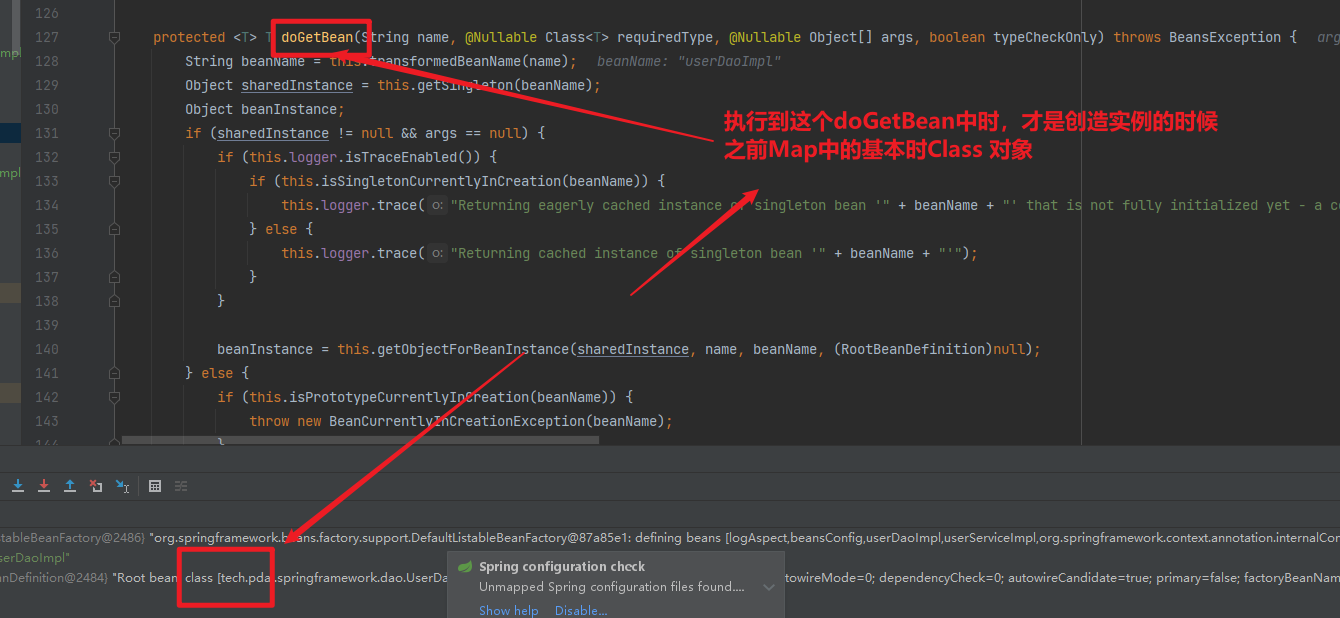 126
127 protected <T> T doGetBean(String name, @Nullable Class<T> requiredType, @Nullable Object[] args, boolean typeCheckOnly) throws BeansException {
128 String beanName = this.transformedBeanName(name); beanName: "userDaoImpl"
129 Object sharedInstance = this.getSingleton(beanName);
130 Object beanInstance;
131 if (sharedInstance != null && args == null) {
132 if (this.logger.isTraceEnabled()) {
133 if (this.isSingletonCurrentlyInCreation(beanName)) {
134 this.logger.trace( o: "Returning eagerly cached instance of singleton bean '" + beanName + "' that is not fully initialized yet - a
135 } else {
136 this.logger.trace( o: "Returning cached instance of singleton bean '" + beanName + "'");
137 }
138 }
139
140 beanInstance = this.getObjectForBeanInstance(sharedInstance, name, beanName, (RootBeanDefinition)null);
141 } else {
142 if (this.isPrototypeCurrentlyInCreation(beanName)) {
143 throw new BeanCurrentlyInCreationException(beanName);
144 }
执行到这个doGetBean中时，才是创造实例的时候
之前Map中的基本时Class 对象
stableBeanFactory@2486} "org.springframework.beans.factory.support.DefaultListableBeanFactory@87a85e1: defining beans [logAspect,beansConfig,userDaoImpl,userServiceImpl,org.springframework.context.annotation.internalCon
serDaoImpl"
nDefinition@2484} "Root bean: class [tech.pdai.springframework.dao.UserDa
towireMode=0; dependencyCheck=0; autowireCandidate=true; primary=false; factoryBeanName
Spring configuration check
Unmapped Spring configuration files found....
Show help Disable...